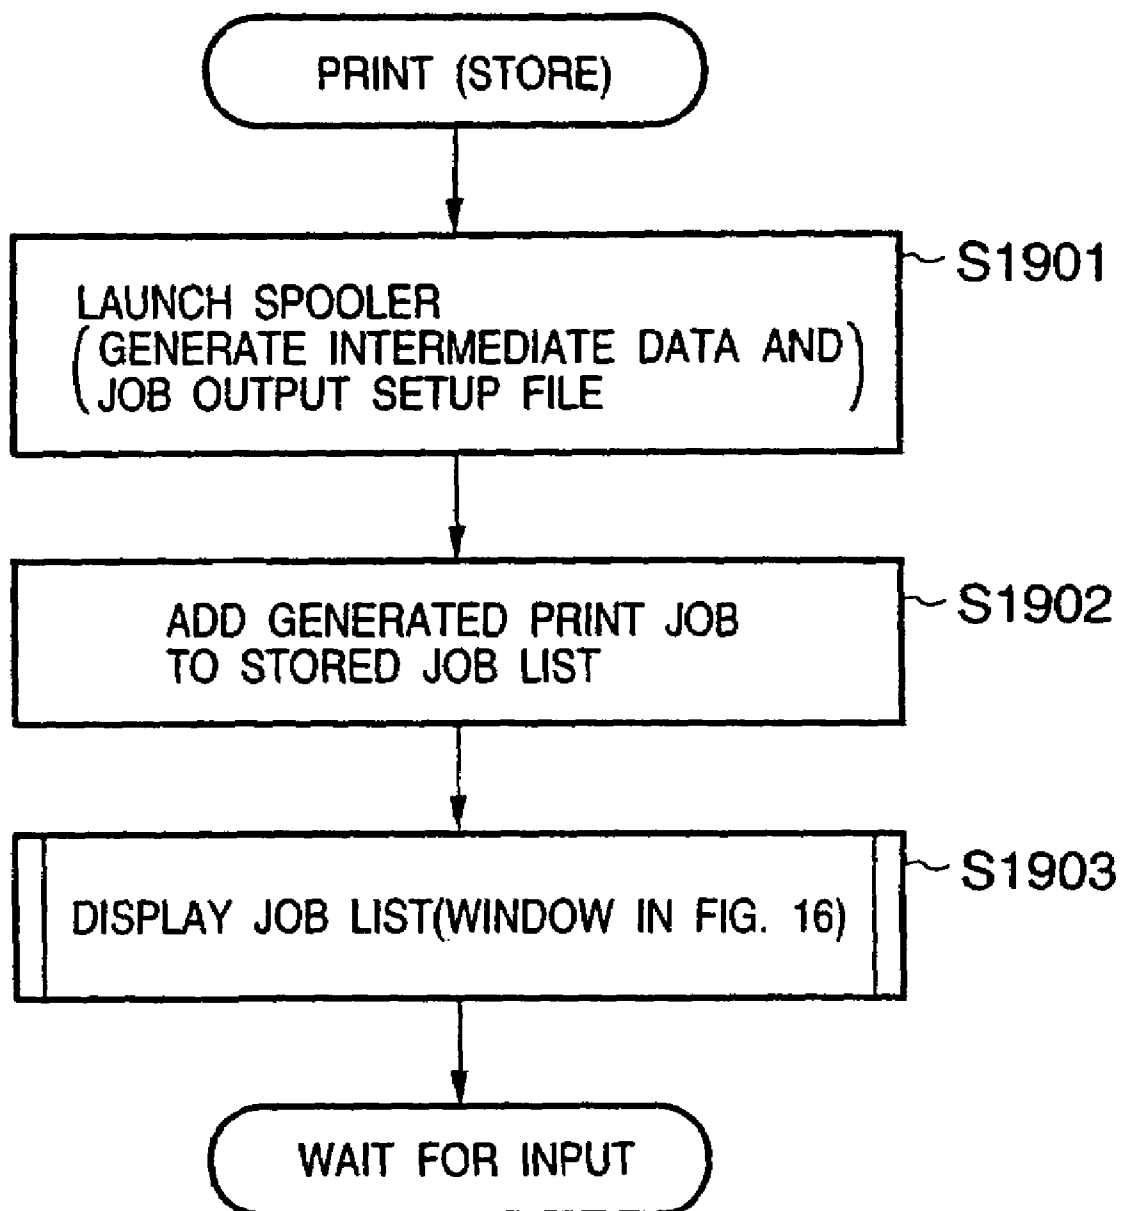 PRINT (STORE)
S1901
LAUNCH SPOOLER
(GENERATE INTERMEDIATE DATA AND
JOB OUTPUT SETUP FILE)
S1902
ADD GENERATED PRINT JOB
TO STORED JOB LIST
S1903
DISPLAY JOB LIST(WINDOW IN FIG. 16)
WAIT FOR INPUT